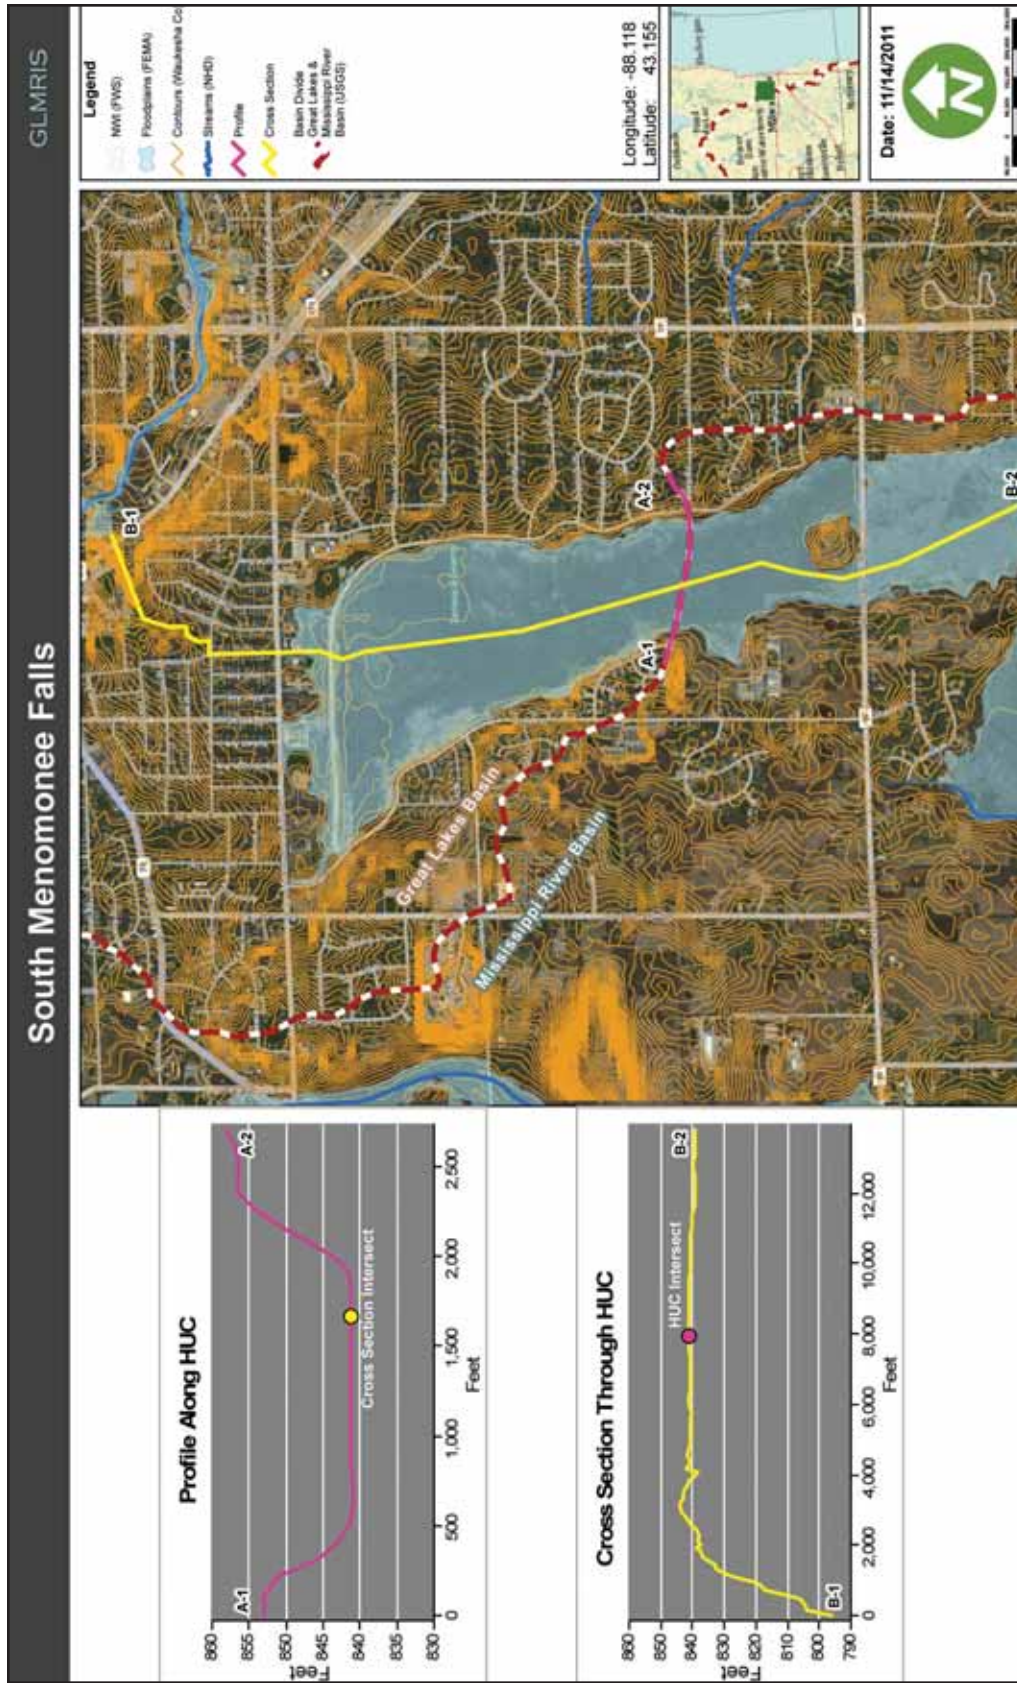 South Menomonee Falls
GLMRIS
Profile Along HUC
A-1
A-2
860
855
850
845
840
835
830
Feet
Cross Section Intersect
0
500
1,000
1,500
2,000
2,500
Feet
Cross Section Through HUC
B-1
B-2
860
850
840
830
820
810
800
790
Feet
HUC Intersect
0
2,000
4,000
6,000
8,000
10,000
12,000
Feet
B-1
A-1
A-2
B-2
Great Lakes Basin
Mississippi River Basin
Legend
NWI (FWS)
Floodplains (FEMA)
Contours (Waukesha Co)
Streams (NHD)
Profile
Cross Section
Basin Divide
Great Lakes &
Mississippi River
Basin (USGS)
Longitude: -88.118
Latitude: 43.155
Date: 11/14/2011
N